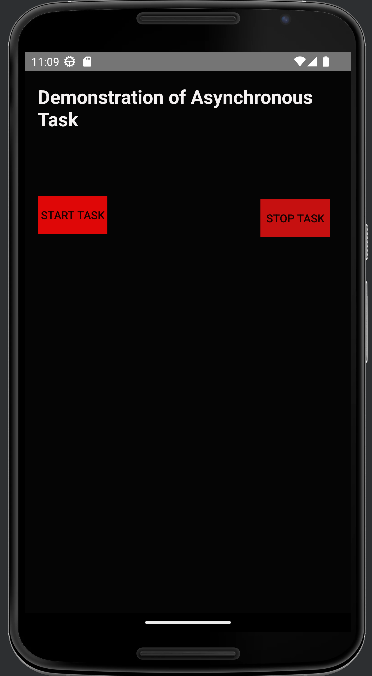 11:09
Demonstration of Asynchronous
Task
START TASK
STOP TASK